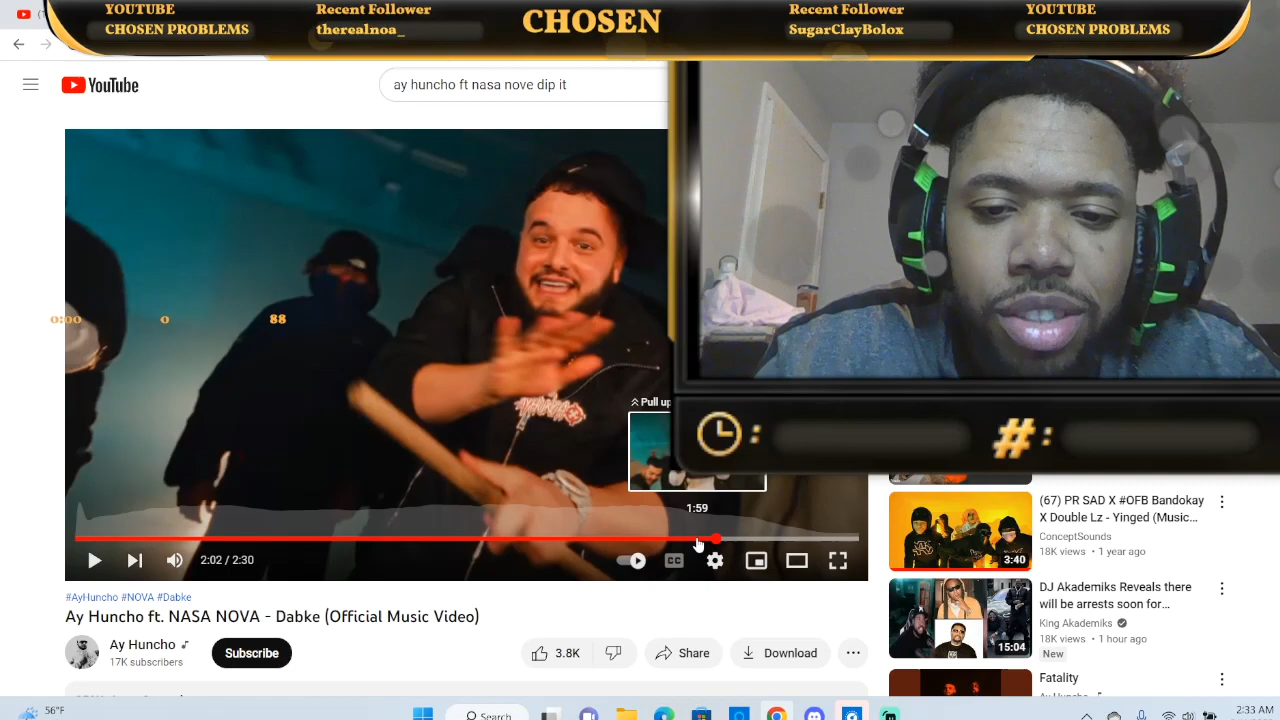 YOUTUBE
CHOSEN PROBLEMS
Recent Follower
therealnoa_
CHOSEN
Recent Follower
SugarClayBolox
YOUTUBE
CHOSEN PROBLEMS
YouTube
ay huncho ft nasa nove dip it
0:00
0
88
Pull up
1:59
2:02 / 2:30
CC
:
#:
#AyHuncho #NOVA #Dabke
Ay Huncho ft. NASA NOVA - Dabke (Official Music Video)
Ay Huncho
17K subscribers
Subscribe
3.8K
Share
Download
(67) PR SAD X #OFB Bandokay
X Double Lz - Yinged (Music...
ConceptSounds
18K views • 1 year ago
3:40
DJ Akademiks Reveals there
will be arrests soon for...
King Akademiks
18K views • 1 hour ago
New
15:04
Fatality
56°F
Search
2:33 AM